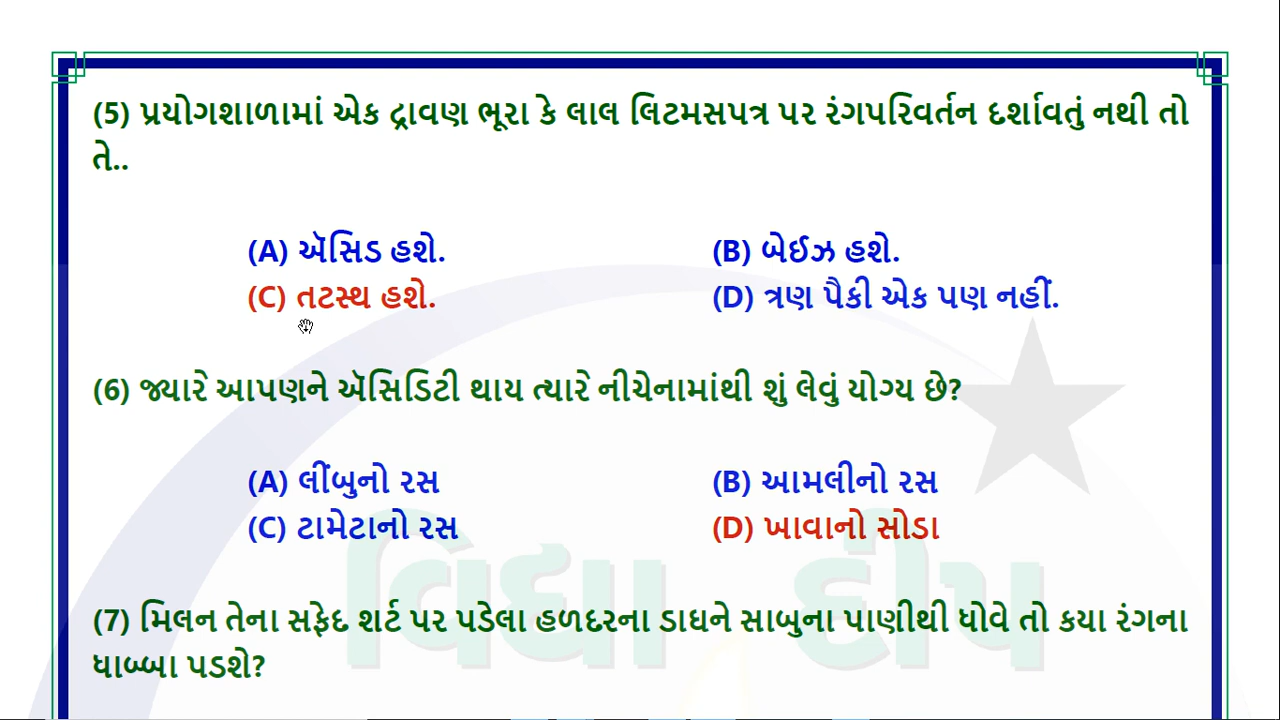 (5) પ્રયોગશાળામાં એક દ્રાવણ ભૂરા કે લાલ લિટમસપત્ર પર રંગપરિવર્તન દર્શાવતું નથી તો
તે..
(A) ઍસિડ હશે. (B) બેઈઝ હશે.
(C) તટસ્થ હશે. (D) ત્રણ પૈકી એક પણ નહીં.
(6) જ્યારે આપણને ઍસિડિટી થાય ત્યારે નીચેનામાંથી શું લેવું યોગ્ય છે?
(A) લીંબુનો રસ (B) આમલીનો રસ
(C) ટામેટાનો રસ (D) ખાવાનો સોડા
વિદ્યા દીપ
(7) મિલન તેના સફેદ શર્ટ પર પડેલા હળદરના ડાઘને સાબુના પાણીથી ધોવે તો કયા રંગના
ધાબ્બા પડશે?